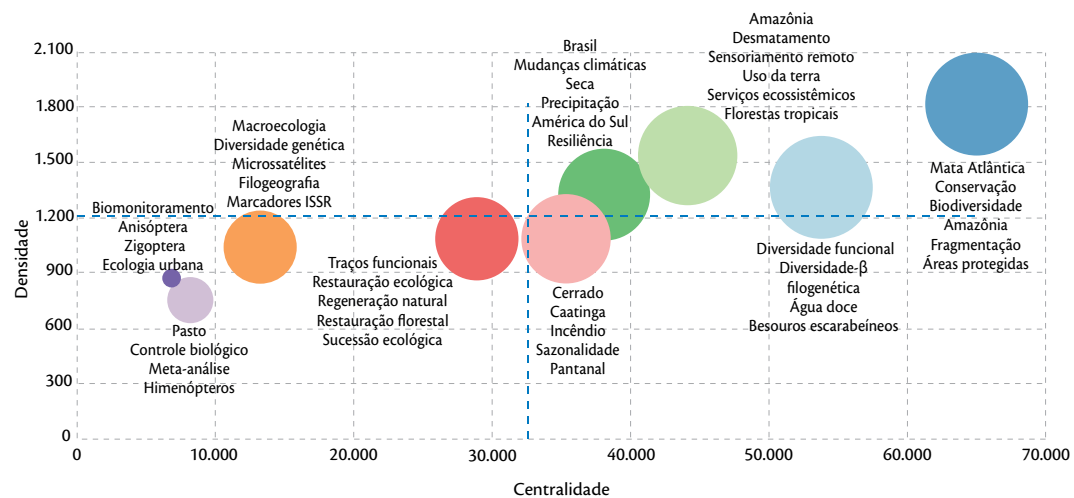 Densidade
2.100
1.800
1.500
1.200
900
600
300
0
Biomonitoramento
Anisóptera
Zigoptera
Ecologia urbana
Pasto
Controle biológico
Meta-análise
Himenópteros
Macroecologia
Diversidade genética
Microssatélites
Filogeografia
Marcadores ISSR
Traços funcionais
Restauração ecológica
Regeneração natural
Restauração florestal
Sucessão ecológica
Brasil
Mudanças climáticas
Seca
Precipitação
América do Sul
Resiliência
Cerrado
Caatinga
Incêndio
Sazonalidade
Pantanal
Amazônia
Desmatamento
Sensoriamento remoto
Uso da terra
Serviços ecossistêmicos
Florestas tropicais
Diversidade funcional
Diversidade-β
filogenética
Água doce
Besouros escarabeíneos
Mata Atlântica
Conservação
Biodiversidade
Amazônia
Fragmentação
Áreas protegidas
0
10.000
20.000
30.000
40.000
50.000
60.000
70.000
Centralidade